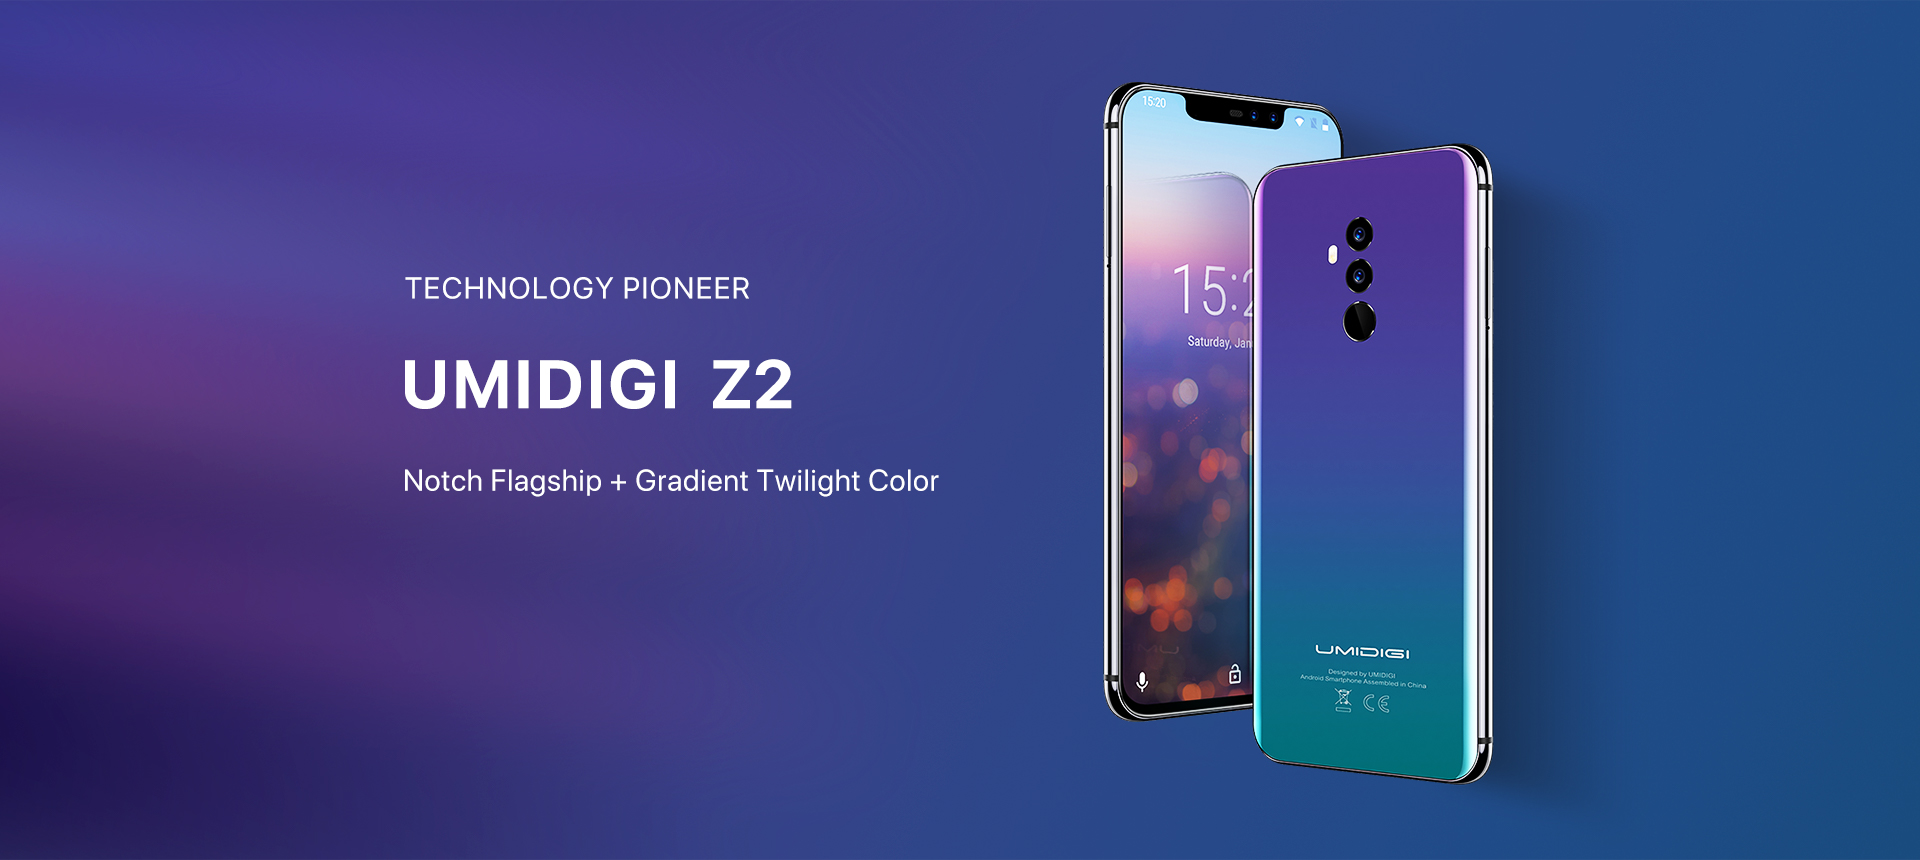 TECHNOLOGY PIONEER
UMIDIGI Z2
Notch Flagship + Gradient Twilight Color
15:20
15:2
Saturday, Jan
UMIDIGI
Designed by UMIDIGI
Android Smartphone Assembled in China
CE